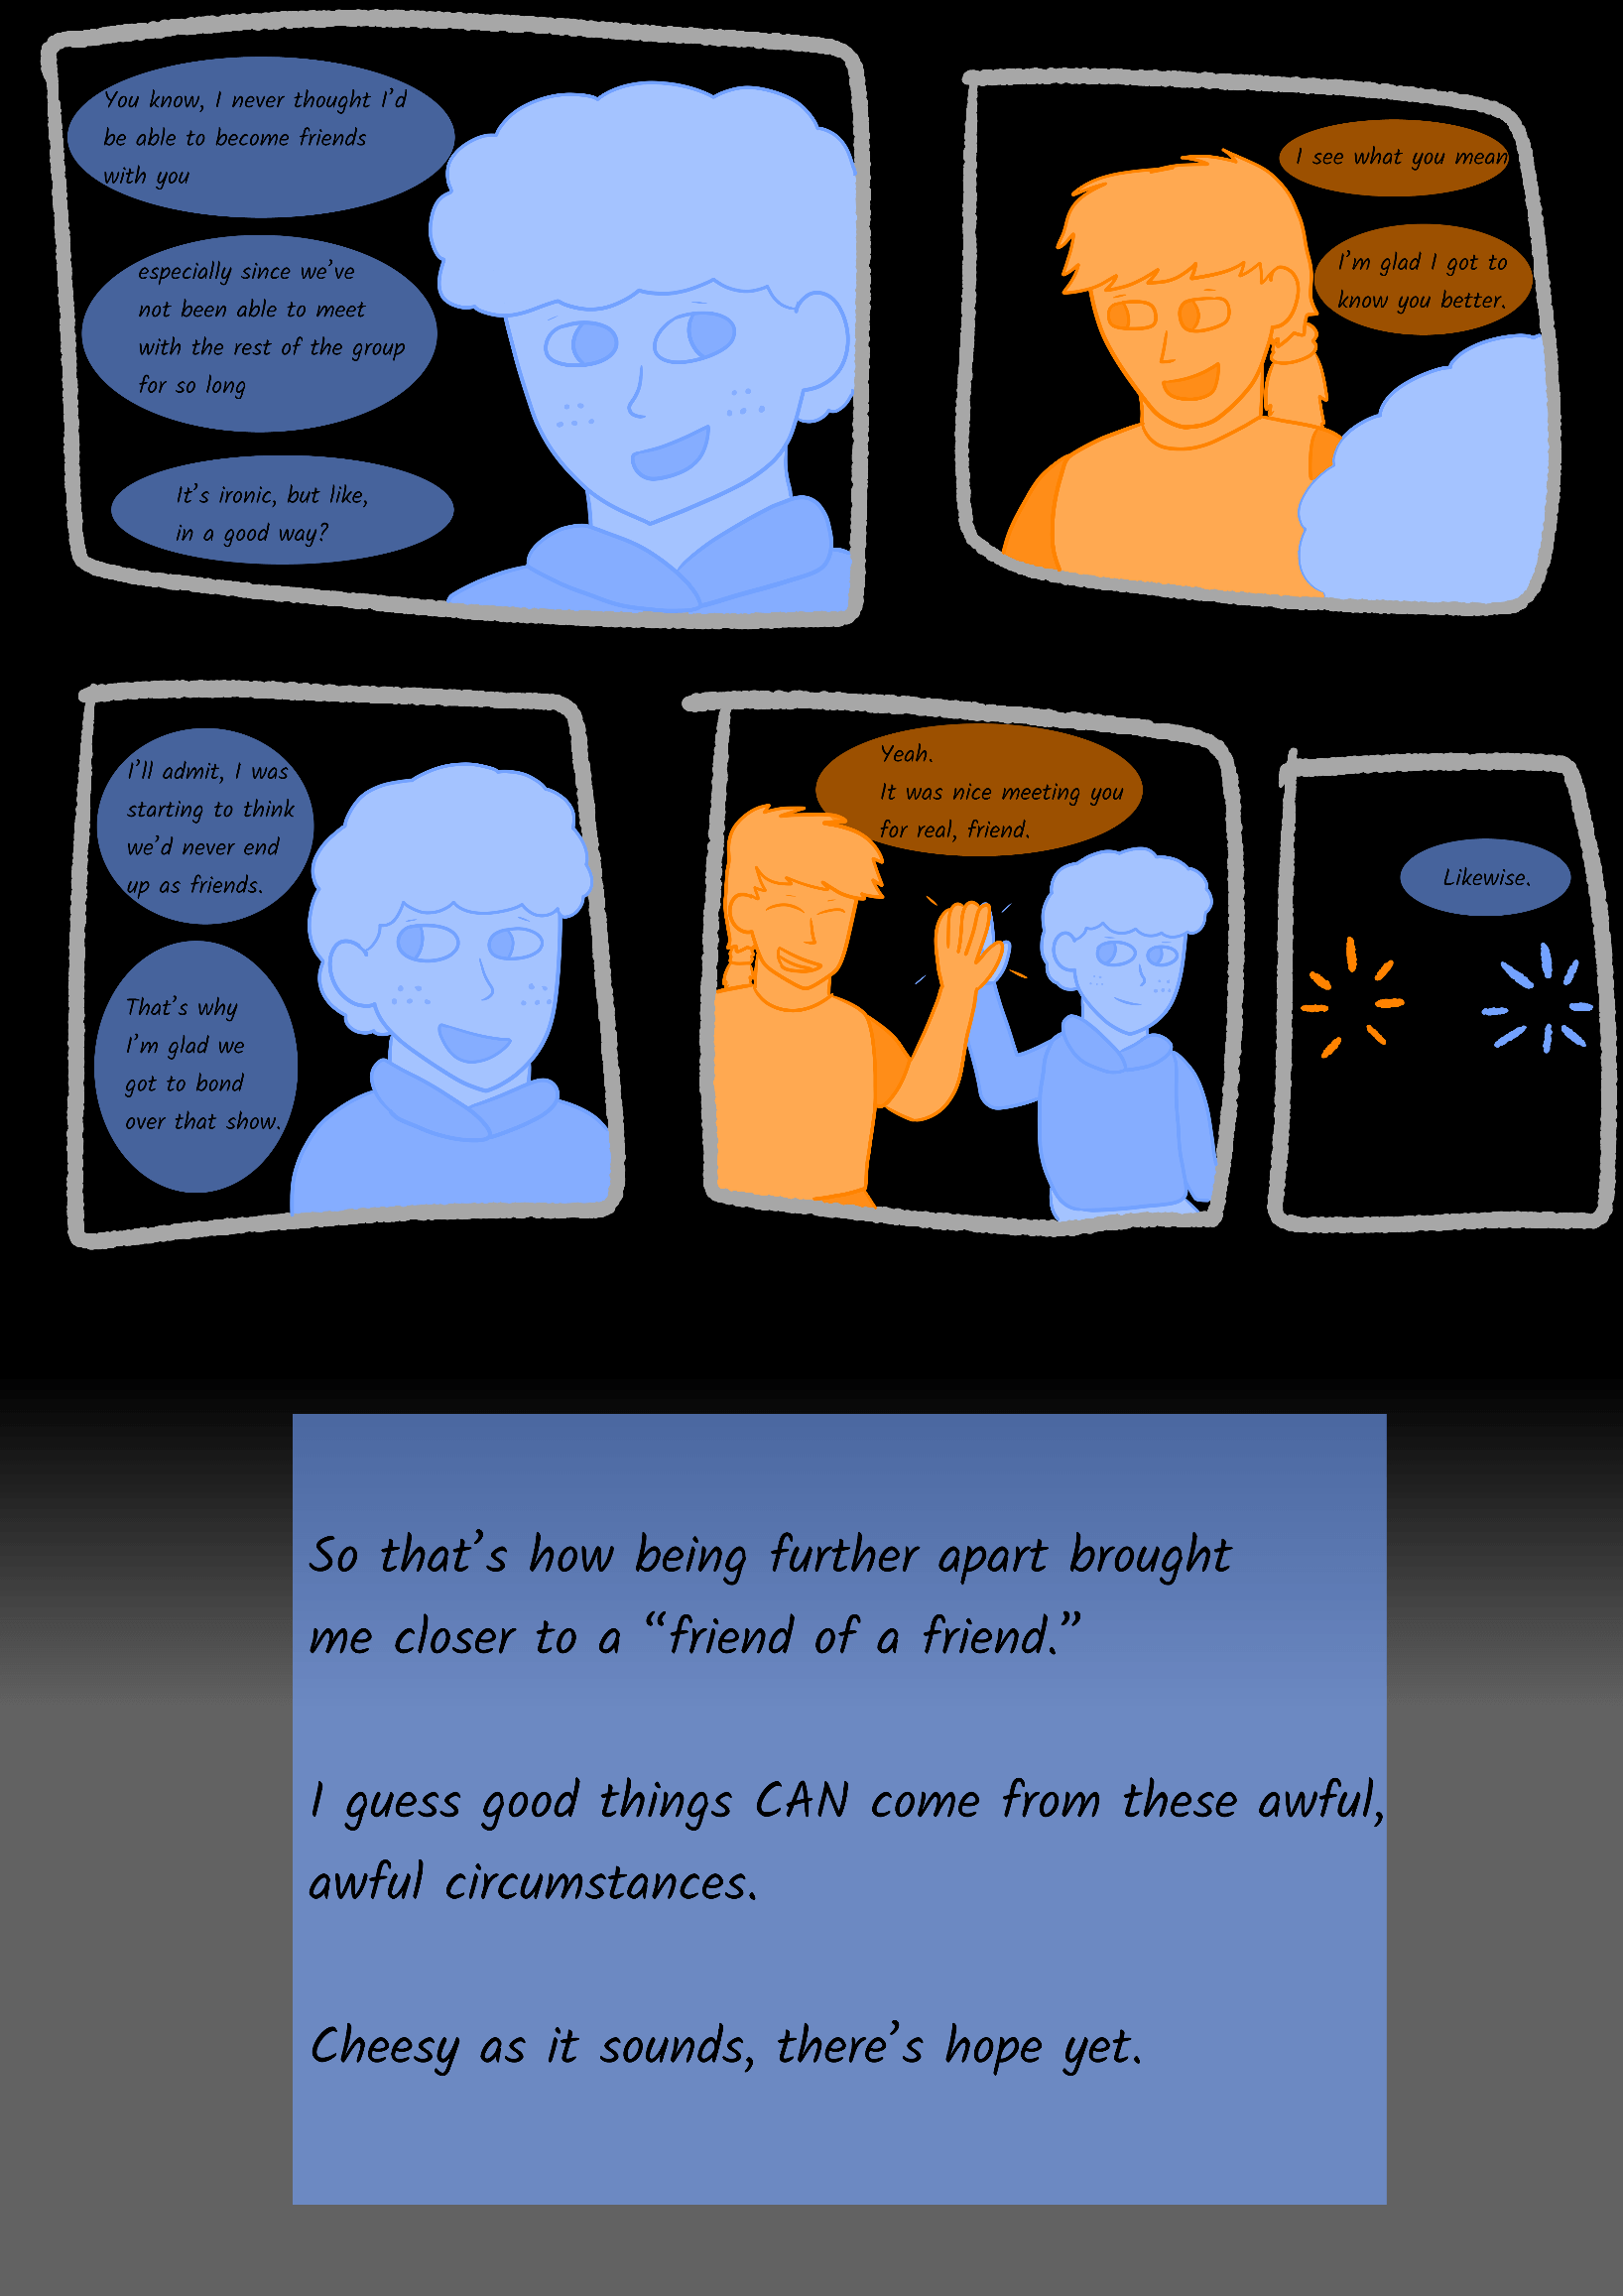 You know, I never thought I'd
be able to become friends
with you
especially since we've
not been able to meet
with the rest of the group
for so long
It's ironic, but like,
in a good way?
I see what you mean
I'm glad I got to
know you better.
I'll admit, I was
starting to think
we'd never end
up as friends.
That's why
I'm glad we
got to bond
over that show.
Yeah.
It was nice meeting you
for real, friend.
Likewise.
So that's how being further apart brought
me closer to a “friend of a friend.”
I guess good things CAN come from these awful,
awful circumstances.
Cheesy as it sounds, there's hope yet.